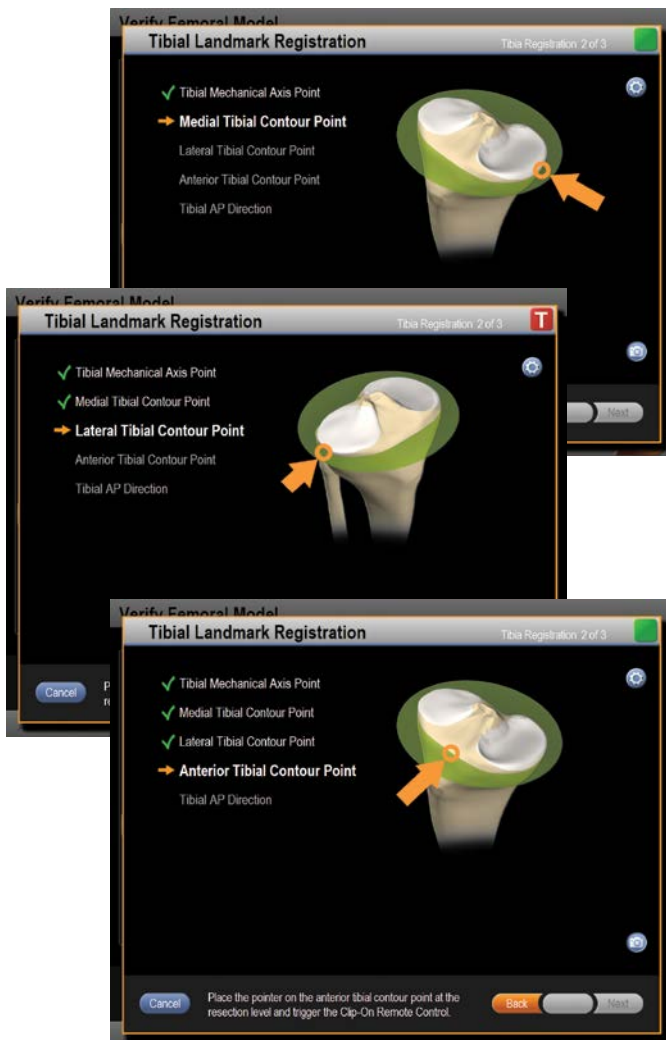 Verify Femoral Model
Tibial Landmark Registration
Tibia Registration 2 of 3
Tibial Mechanical Axis Point
Medial Tibial Contour Point
Lateral Tibial Contour Point
Anterior Tibial Contour Point
Tibial AP Direction
Next
Verify Femoral Model
Tibial Landmark Registration
Tibia Registration 2 of 3
T
Tibial Mechanical Axis Point
Medial Tibial Contour Point
Lateral Tibial Contour Point
Anterior Tibial Contour Point
Tibial AP Direction
Cancel
Verify Femoral Model
Tibial Landmark Registration
Tibia Registration 2 of 3
Tibial Mechanical Axis Point
Medial Tibial Contour Point
Lateral Tibial Contour Point
Anterior Tibial Contour Point
Tibial AP Direction
Cancel
Place the pointer on the anterior tibial contour point at the
resection level and trigger the Clip-On Remote Control.
Back
Next